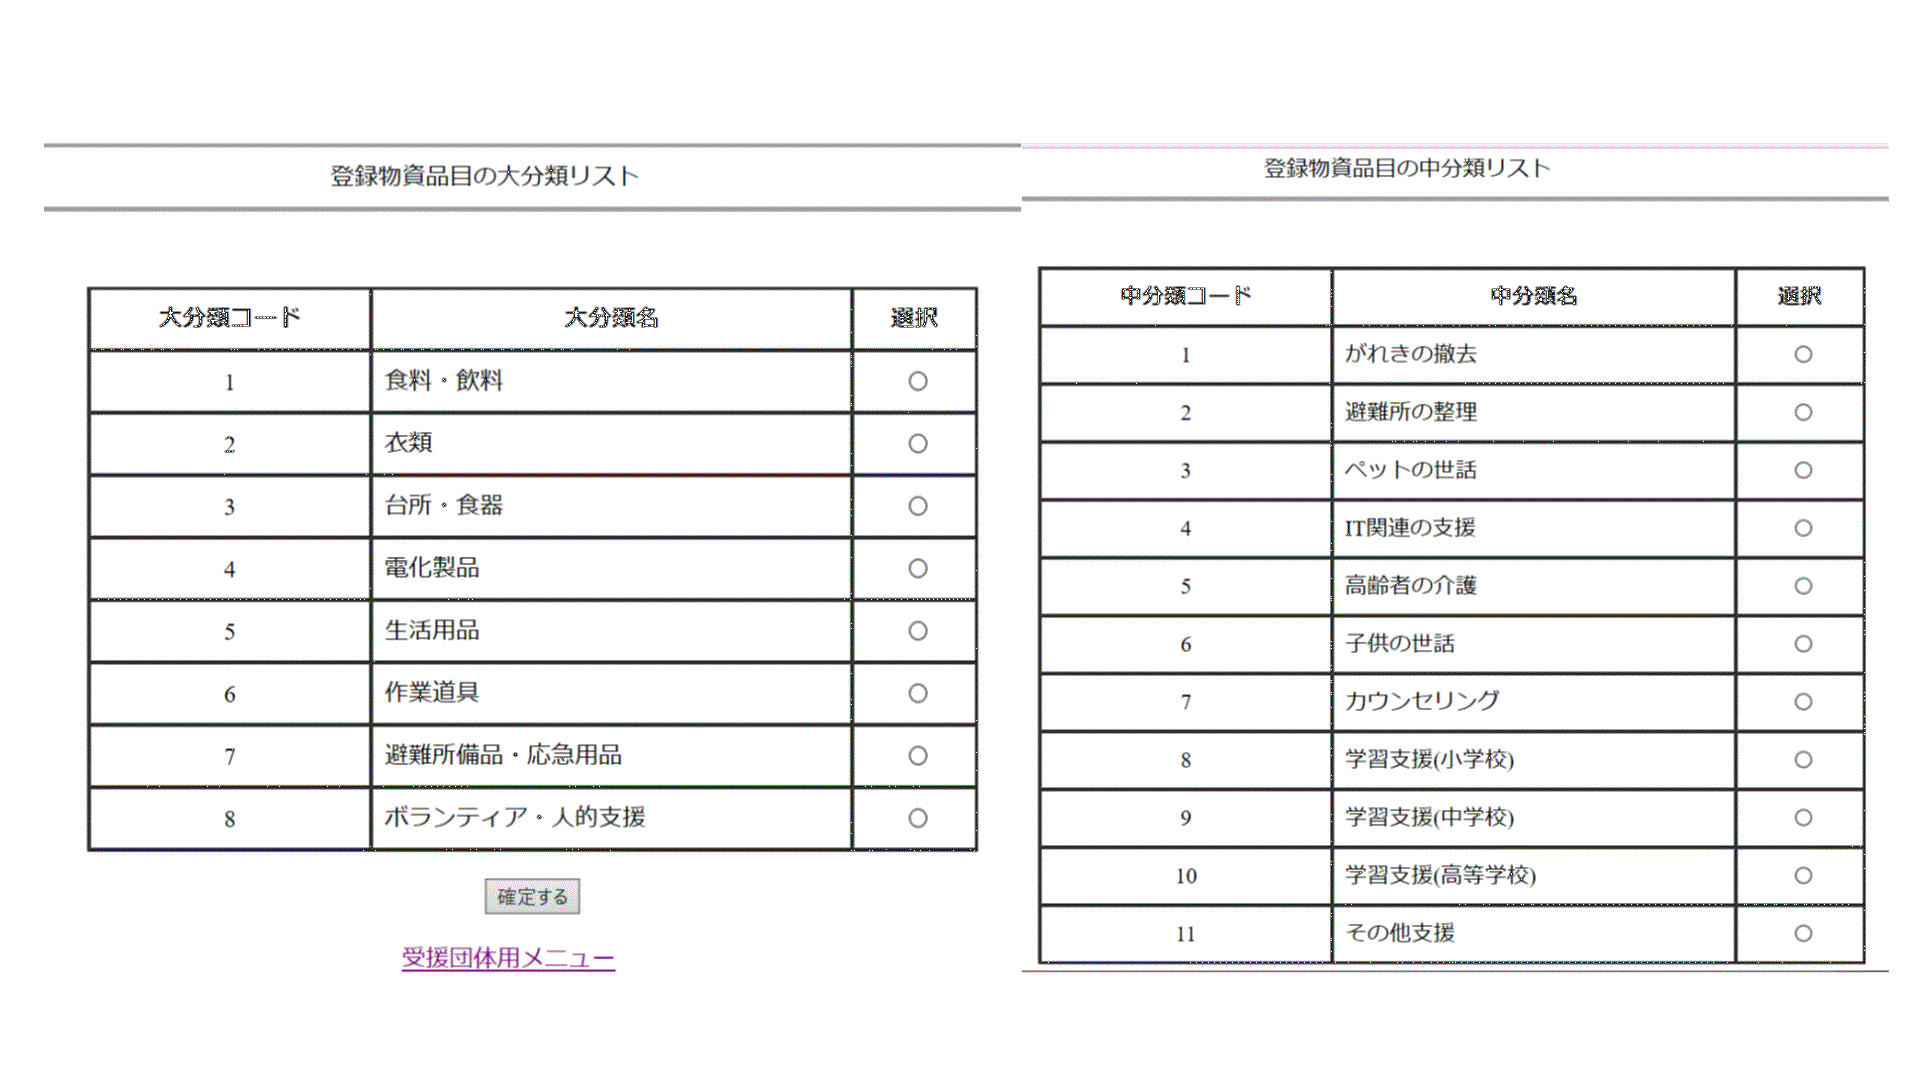 登録物資品目の大分類リスト
大分類コード 大分類名 選択
1 食料・飲料
2 衣類
3 台所・食器
4 電化製品
5 生活用品
6 作業道具
7 避難所備品・応急用品
8 ボランティア・人的支援
確定する
受援団体用メニュー
登録物資品目の中分類リスト
中分類コード 中分類名 選択
1 がれきの撤去
2 避難所の整理
3 ペットの世話
4 IT関連の支援
5 高齢者の介護
6 子供の世話
7 カウンセリング
8 学習支援(小学校)
9 学習支援(中学校)
10 学習支援(高等学校)
11 その他支援